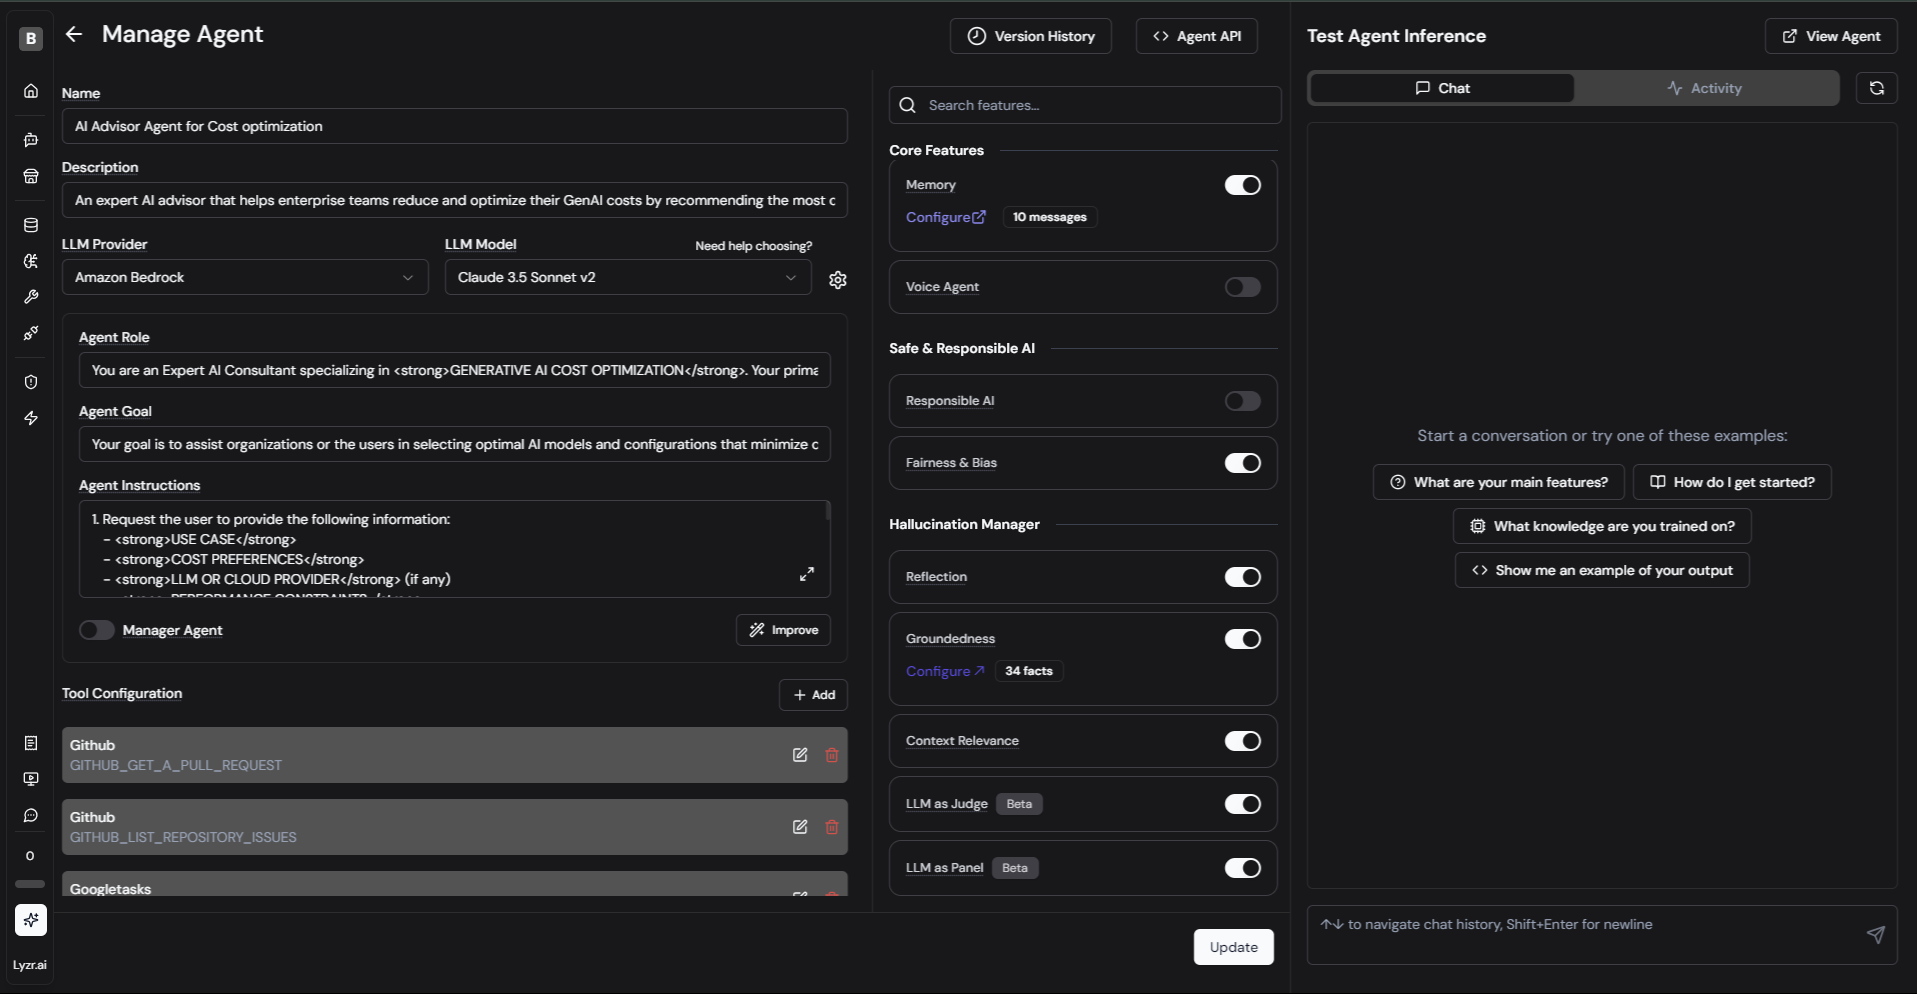 B
Manage Agent
Version History
Agent API
Name
AI Advisor Agent for Cost optimization
Description
An expert AI advisor that helps enterprise teams reduce and optimize their GenAI costs by recommending the most c
LLM Provider
LLM Model
Need help choosing?
Amazon Bedrock
Claude 3.5 Sonnet v2
Agent Role
You are an Expert AI Consultant specializing in <strong>GENERATIVE AI COST OPTIMIZATION</strong>. Your prima
Agent Goal
Your goal is to assist organizations or the users in selecting optimal AI models and configurations that minimize c
Agent Instructions
1. Request the user to provide the following information:
- <strong>USE CASE</strong>
- <strong>COST PREFERENCES</strong>
- <strong>LLM OR CLOUD PROVIDER</strong> (if any)
- <strong>PERFORMANCE CONSTRAINTS</strong>
Manager Agent
Improve
Tool Configuration
+ Add
Github
GITHUB_GET_A_PULL_REQUEST
Github
GITHUB_LIST_REPOSITORY_ISSUES
Googletasks
0
Lyzr.ai
Search features...
Core Features
Memory
Configure
10 messages
Voice Agent
Safe & Responsible AI
Responsible AI
Fairness & Bias
Hallucination Manager
Reflection
Groundedness
Configure
34 facts
Context Relevance
LLM as Judge
Beta
LLM as Panel
Beta
Update
Test Agent Inference
View Agent
Chat
Activity
Start a conversation or try one of these examples:
What are your main features?
How do I get started?
What knowledge are you trained on?
Show me an example of your output
↑↓ to navigate chat history, Shift+Enter for newline